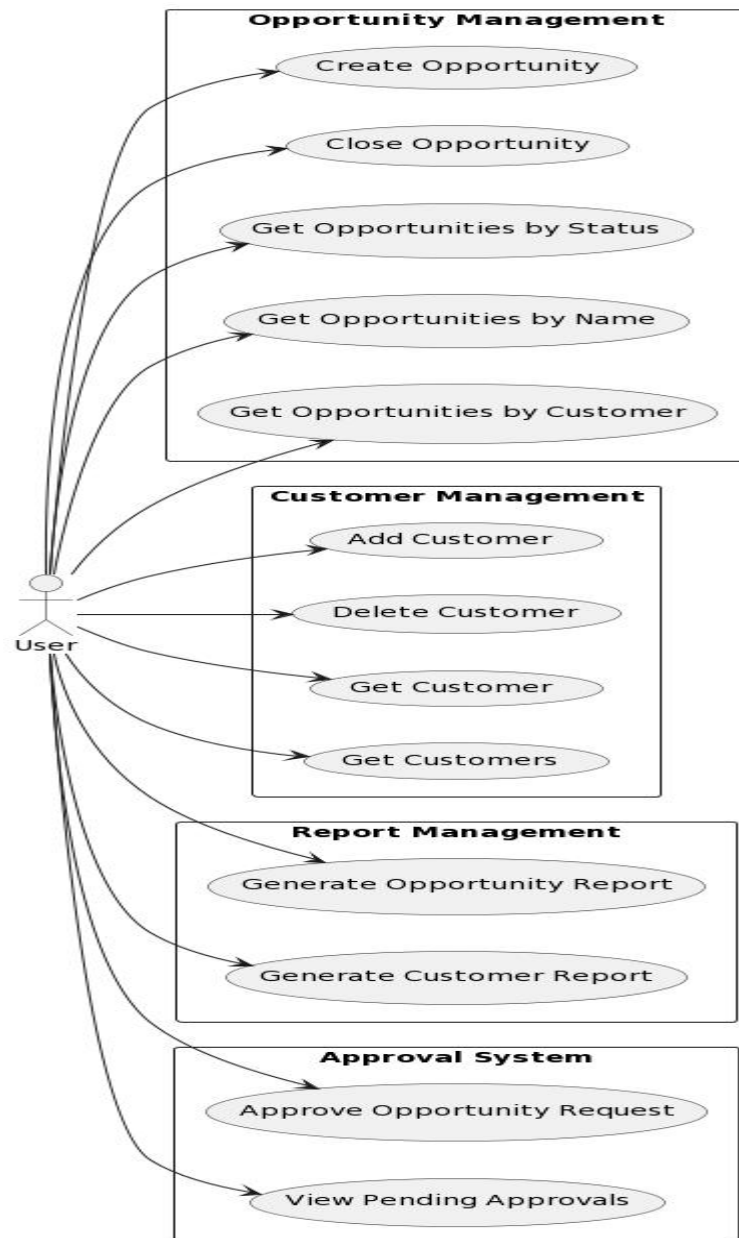 Opportunity Management
Create Opportunity
Close Opportunity
Get Opportunities by Status
Get Opportunities by Name
Get Opportunities by Customer
Customer Management
Add Customer
Delete Customer
Get Customer
Get Customers
User
Report Management
Generate Opportunity Report
Generate Customer Report
Approval System
Approve Opportunity Request
View Pending Approvals